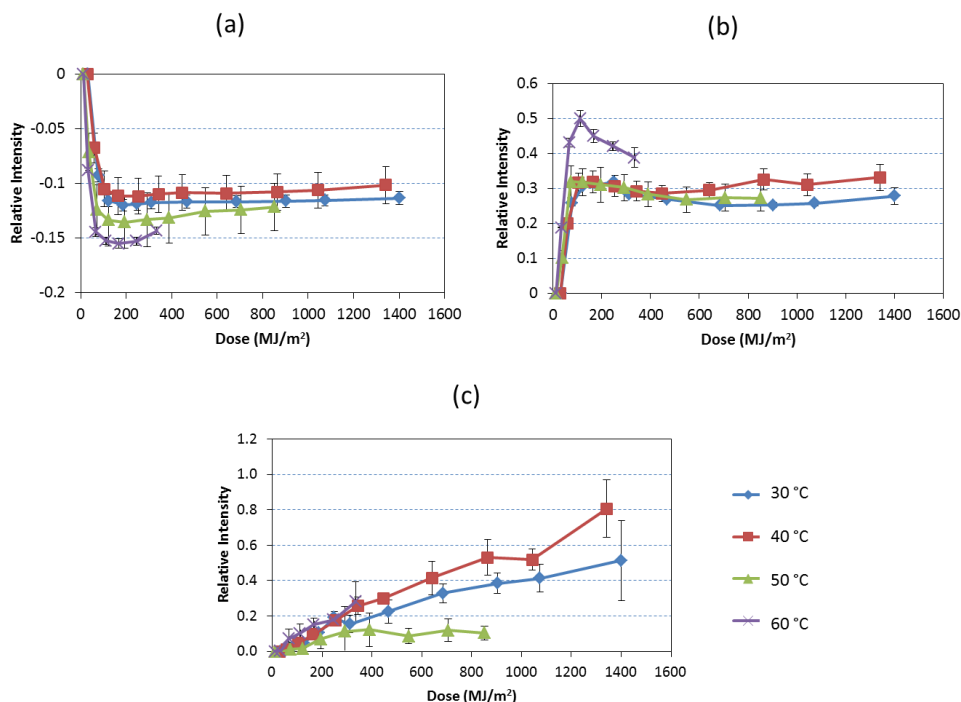 (a)
0
-0.05
-0.1
-0.15
-0.2
Relative Intensity
0 200 400 600 800 1000 1200 1400 1600
Dose (MJ/m²)
(b)
0.6
0.5
0.4
0.3
0.2
0.1
0
Relative Intensity
0 200 400 600 800 1000 1200 1400 1600
Dose (MJ/m²)
(c)
1.2
1.0
0.8
0.6
0.4
0.2
0.0
Relative Intensity
0 200 400 600 800 1000 1200 1400 1600
Dose (MJ/m²)
30 °C
40 °C
50 °C
60 °C